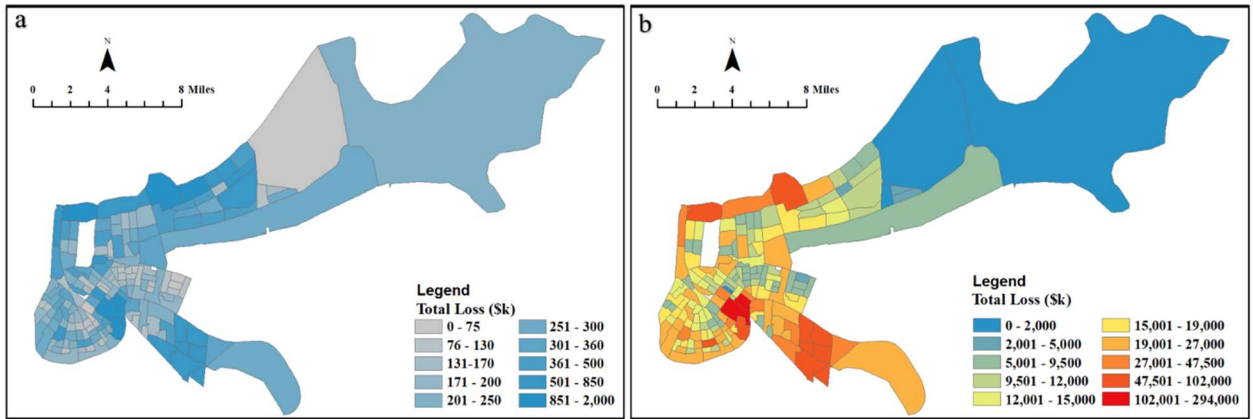 a
N
0 2 4 8 Miles
Legend
Total Loss ($k)
0 - 75
76 - 130
131-170
171 - 200
201 - 250
251 - 300
301 - 360
361 - 500
501 - 850
851 - 2,000
b
N
0 2 4 8 Miles
Legend
Total Loss ($k)
0 - 2,000
2,001 - 5,000
5,001 - 9,500
9,501 - 12,000
12,001 - 15,000
15,001 - 19,000
19,001 - 27,000
27,001 - 47,500
47,501 - 102,000
102,001 - 294,000